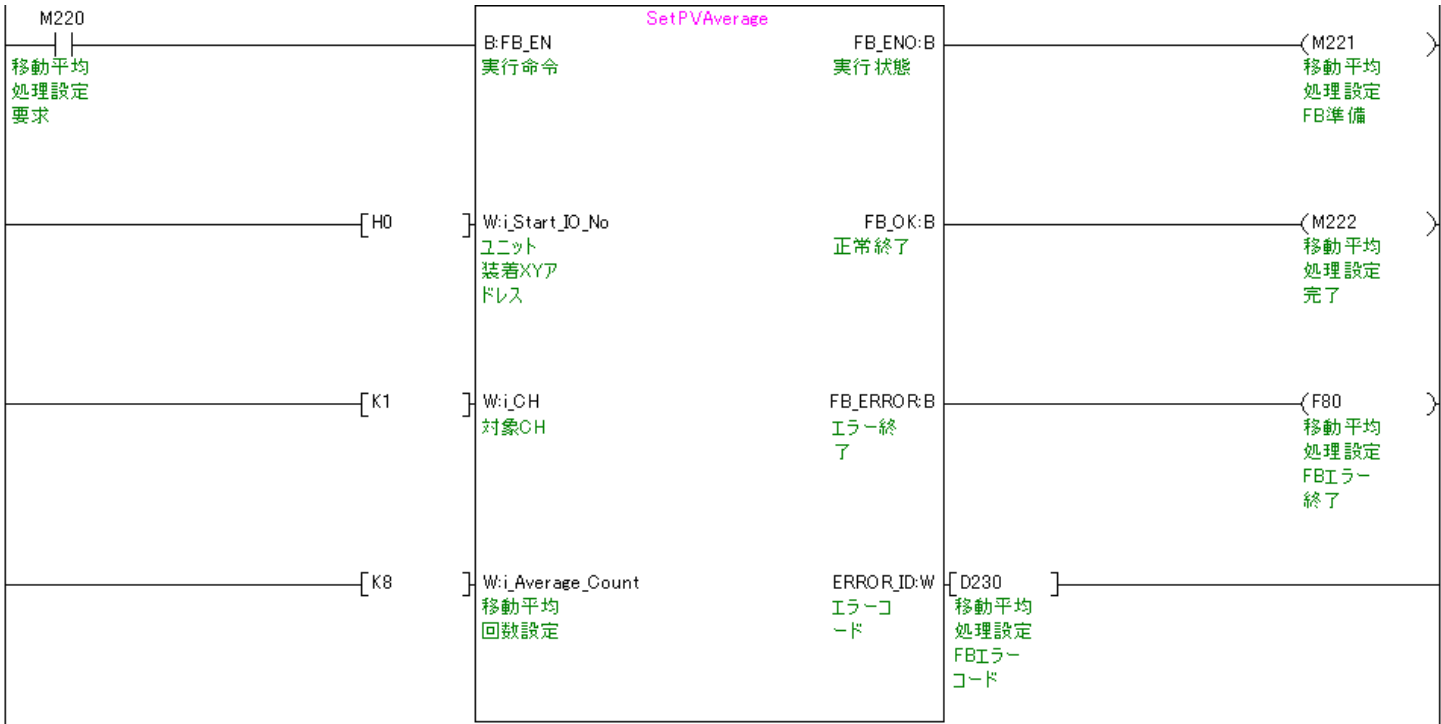 M220
SetPVAverage
B:FB_EN
FB_ENO:B
(M221 )
移動平均
処理設定
要求
実行命令
実行状態
移動平均
処理設定
FB準備
[H0 ]
W:i_Start_IO_No
FB_OK:B
(M222 )
ユニット
装着XYア
ドレス
正常終了
移動平均
処理設定
完了
[K1 ]
W:i_CH
FB_ERROR:B
(F80 )
対象CH
エラー終
了
移動平均
処理設定
FBエラー
終了
[K8 ]
W:i_Average_Count
ERROR_ID:W
[D230 ]
移動平均
回数設定
エラーコ
ード
移動平均
処理設定
FBエラー
コード